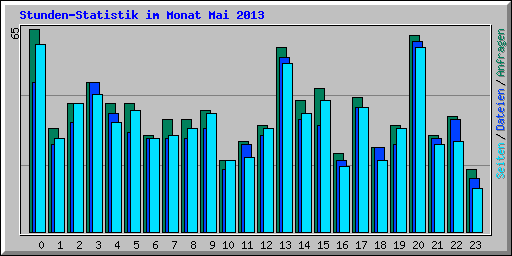 Stunden-Statistik im Monat Mai 2013
65
Seiten / Dateien / Anfragen
0 1 2 3 4 5 6 7 8 9 10 11 12 13 14 15 16 17 18 19 20 21 22 23